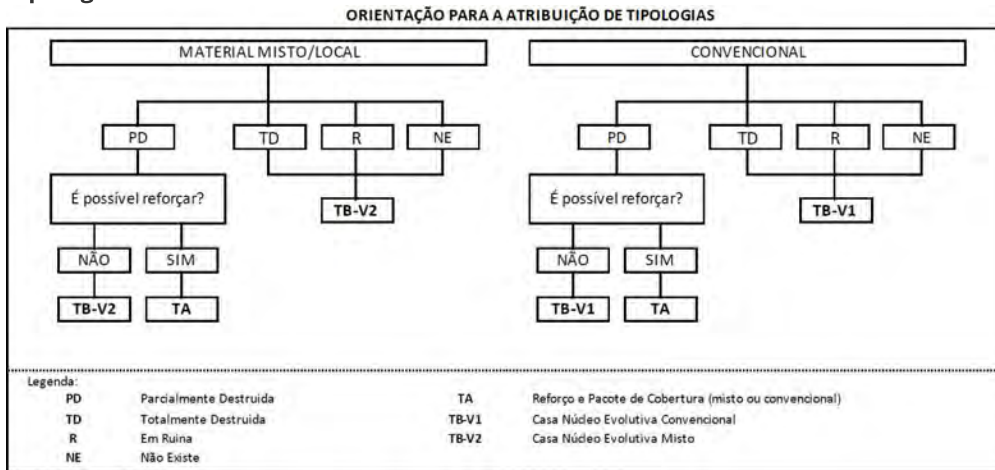 ORIENTAÇÃO PARA A ATRIBUIÇÃO DE TIPOLOGIAS
MATERIAL MISTO/LOCAL
CONVENCIONAL
PD TD R NE
PD TD R NE
É possível reforçar?
TB-V2
É possível reforçar?
TB-V1
NÃO SIM
NÃO SIM
TB-V2 TA
TB-V1 TA
Legenda:
PD Parcialmente Destruida
TA Reforço e Pacote de Cobertura (misto ou convencional)
TD Totalmente Destruida
TB-V1 Casa Núdeo Evolutiva Convencional
R Em Ruina
TB-V2 Casa Núdeo Evolutiva Misto
NE Não Existe